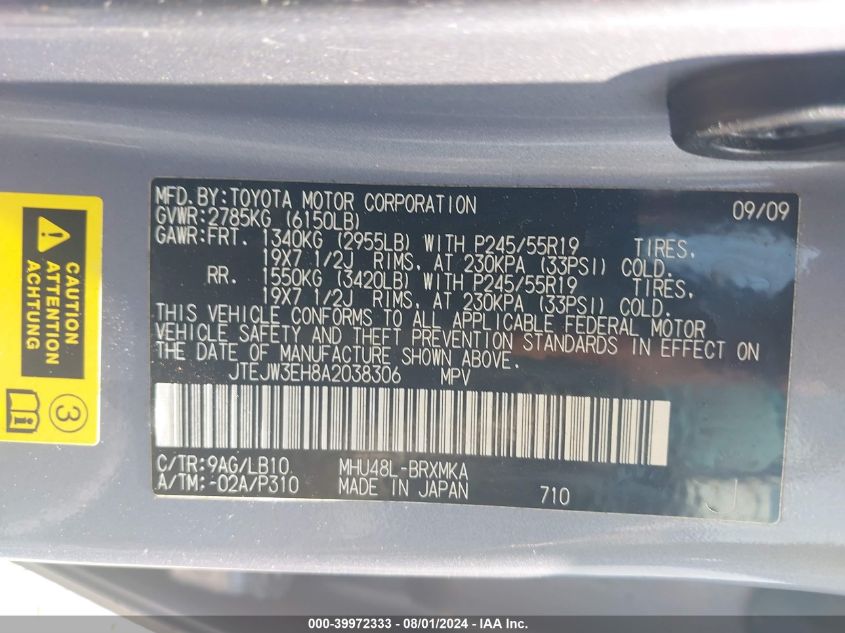 MFD.BY:TOYOTA MOTOR CORPORATION 09/09
GVWR:2785KG (6150LB)
GAWR:FRT. 1340KG (2955LB) WITH P245/55R19 TIRES,
19X7 1/2J RIMS, AT 230KPA (33PSI) COLD.
RR. 1550KG (3420LB) WITH P245/55R19 TIRES,
19X7 1/2J RIMS, AT 230KPA (33PSI) COLD.
THIS VEHICLE CONFORMS TO ALL APPLICABLE FEDERAL MOTOR
VEHICLE SAFETY AND THEFT PREVENTION STANDARDS IN EFFECT ON
THE DATE OF MANUFACTURE SHOWN ABOVE.
JTEJW3EH8A2038306 MPV
C/TR:9AG/LB10 MHU48L-BRXMKA
A/TM:-02A/P310 MADE IN JAPAN 710
J
CAUTION
ATTENTION
ACHTUNG
i
3
000-39972333 - 08/01/2024 - IAA Inc.